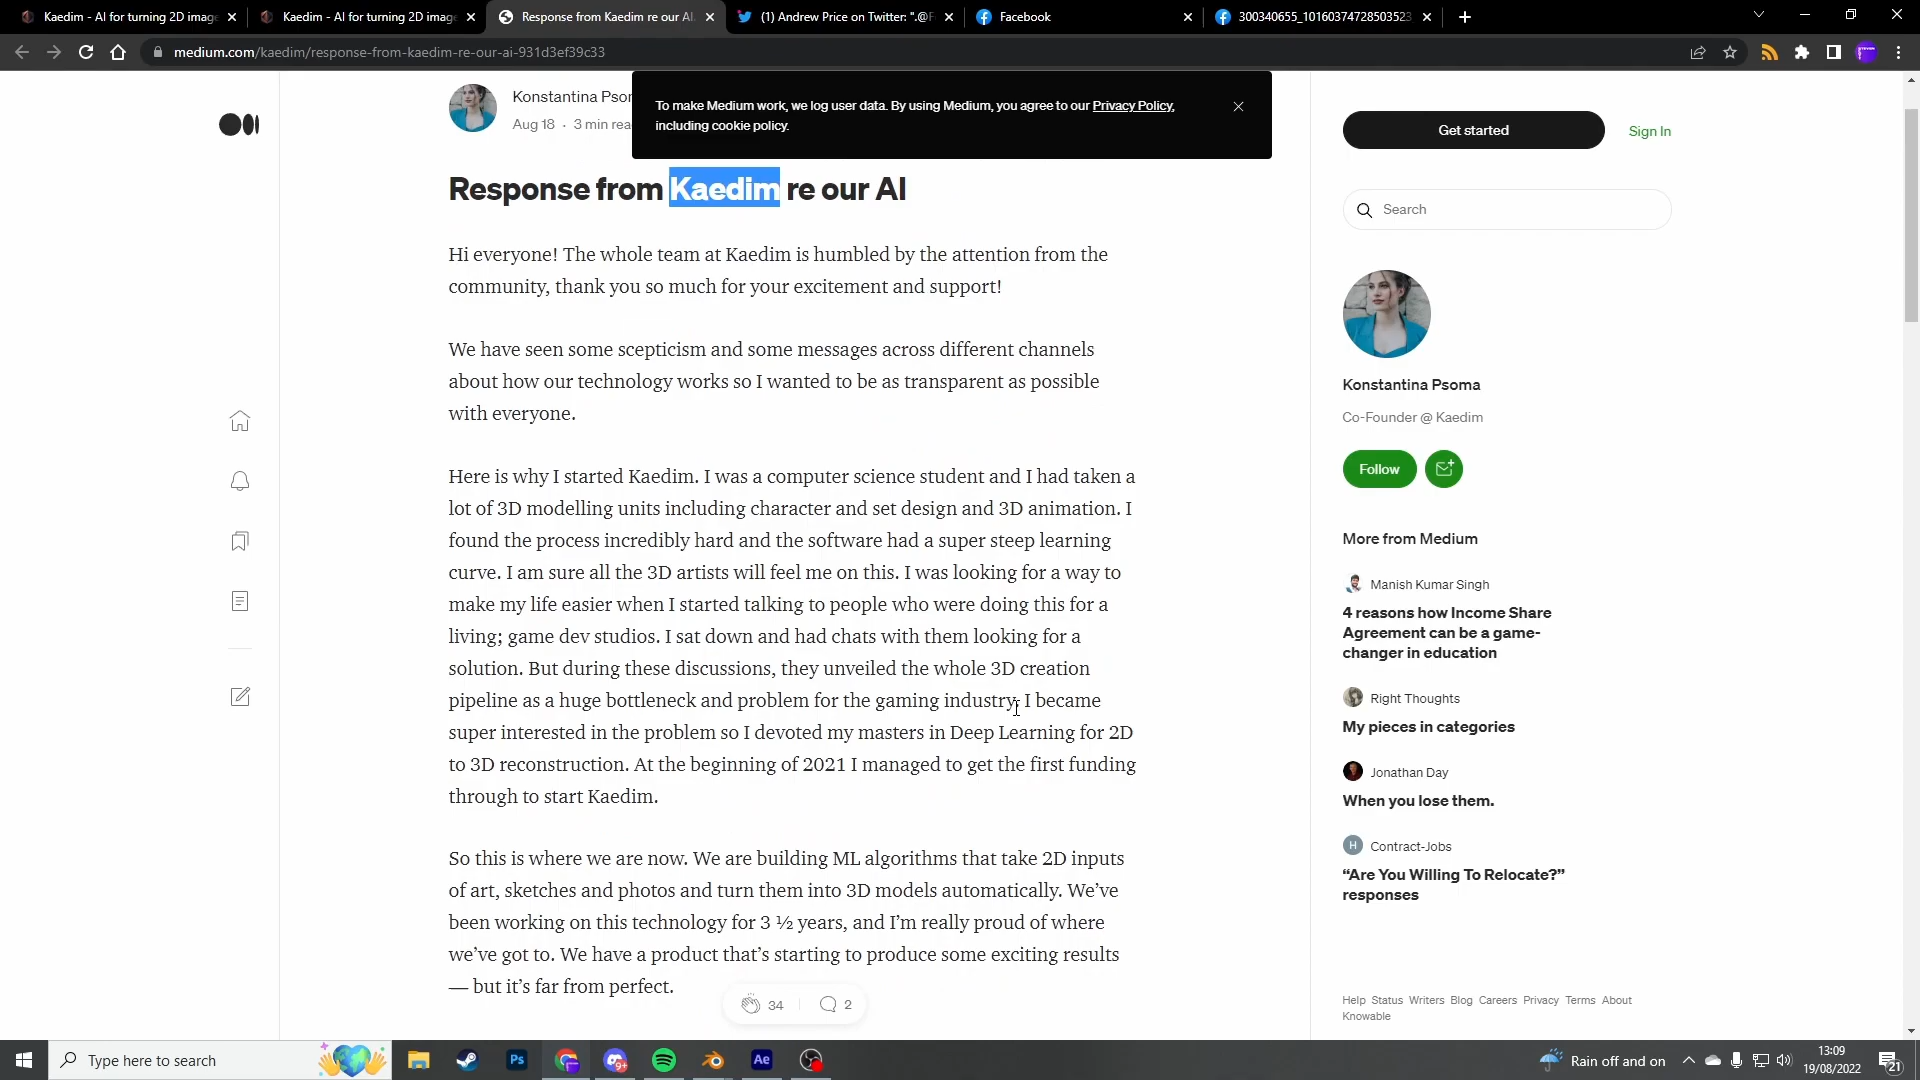 Kaedim - AI for turning 2D image
Kaedim - AI for turning 2D image
Response from Kaedim re our AI.
(1) Andrew Price on Twitter: ".@F
Facebook
300340655_10160374728503523
medium.com/kaedim/response-from-kaedim-re-our-ai-931d3ef39c33
Konstantina Psor
Aug 18 · 3 min rea
To make Medium work, we log user data. By using Medium, you agree to our Privacy Policy,
including cookie policy.
Get started
Sign In
Response from Kaedim re our AI
Search
Hi everyone! The whole team at Kaedim is humbled by the attention from the
community, thank you so much for your excitement and support!
We have seen some scepticism and some messages across different channels
about how our technology works so I wanted to be as transparent as possible
with everyone.
Here is why I started Kaedim. I was a computer science student and I had taken a
lot of 3D modelling units including character and set design and 3D animation. I
found the process incredibly hard and the software had a super steep learning
curve. I am sure all the 3D artists will feel me on this. I was looking for a way to
make my life easier when I started talking to people who were doing this for a
living; game dev studios. I sat down and had chats with them looking for a
solution. But during these discussions, they unveiled the whole 3D creation
pipeline as a huge bottleneck and problem for the gaming industry. I became
super interested in the problem so I devoted my masters in Deep Learning for 2D
to 3D reconstruction. At the beginning of 2021 I managed to get the first funding
through to start Kaedim.
So this is where we are now. We are building ML algorithms that take 2D inputs
of art, sketches and photos and turn them into 3D models automatically. We’ve
been working on this technology for 3 ½ years, and I’m really proud of where
we’ve got to. We have a product that’s starting to produce some exciting results
— but it’s far from perfect.
34
2
Konstantina Psoma
Co-Founder @ Kaedim
Follow
More from Medium
Manish Kumar Singh
4 reasons how Income Share
Agreement can be a game-
changer in education
Right Thoughts
My pieces in categories
Jonathan Day
When you lose them.
H
Contract-Jobs
“Are You Willing To Relocate?”
responses
Help Status Writers Blog Careers Privacy Terms About
Knowable
Type here to search
Ps
9+
Ae
Rain off and on
13:09
19/08/2022
21